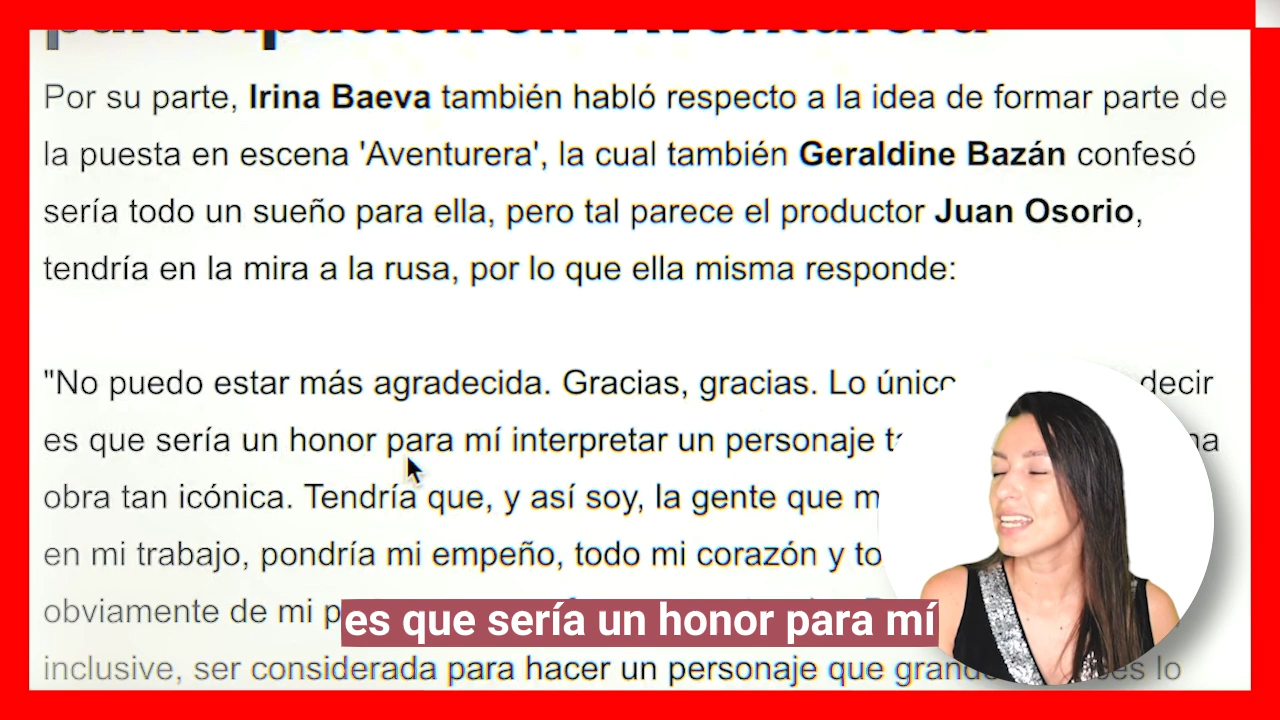 Por su parte, Irina Baeva también habló respecto a la idea de formar parte de
la puesta en escena 'Aventurera', la cual también Geraldine Bazán confesó
sería todo un sueño para ella, pero tal parece el productor Juan Osorio,
tendría en la mira a la rusa, por lo que ella misma responde:
"No puedo estar más agradecida. Gracias, gracias. Lo único decir
es que sería un honor para mí interpretar un personaje
obra tan icónica. Tendría que, y así soy, la gente que
en mi trabajo, pondría mi empeño, todo mi corazón y
obviamente de mi
es que sería un honor para mí
inclusive, ser considerada para hacer un personaje que lo